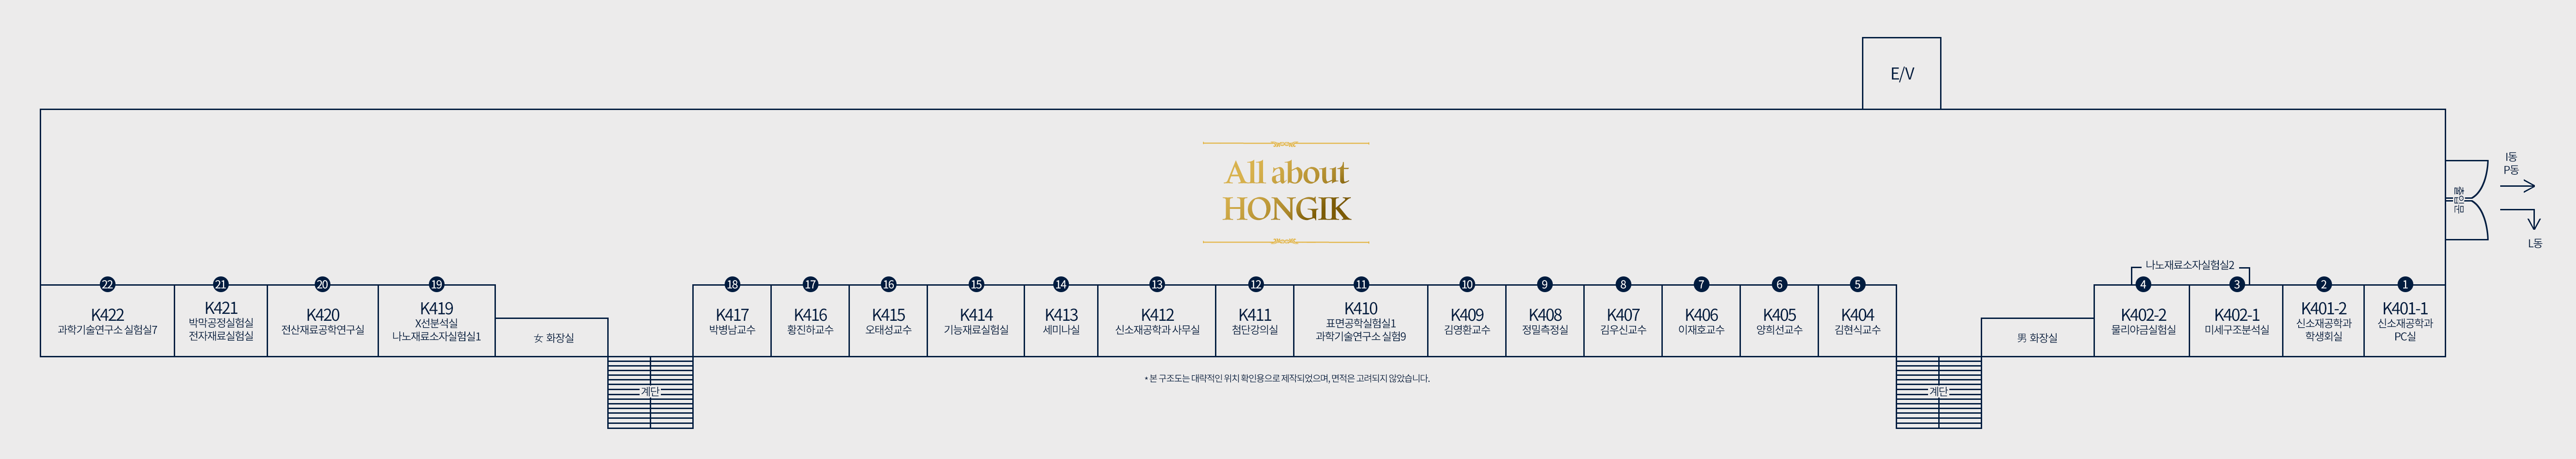 E/V
All about
HONGIK
I동
P동
출입문
L동
22
K422
과학기술연구소 실험실7
21
K421
박막공정실험실
전자재료실험실
20
K420
전산재료공학연구실
19
K419
X선분석실
나노재료소자실험실1
女 화장실
계단
18
K417
박병남교수
17
K416
황진하교수
16
K415
오태성교수
15
K414
기능재료실험실
14
K413
세미나실
13
K412
신소재공학과 사무실
12
K411
첨단강의실
11
K410
표면공학실험실1
과학기술연구소 실험9
10
K409
김영환교수
9
K408
정밀측정실
8
K407
김우신교수
7
K406
이재호교수
6
K405
양희선교수
5
K404
김현식교수
계단
男 화장실
나노재료소자실험실2
4
K402-2
물리야금실험실
3
K402-1
미세구조분석실
2
K401-2
신소재공학과
학생회실
1
K401-1
신소재공학과
PC실
* 본 구조도는 대략적인 위치 확인용으로 제작되었으며, 면적은 고려되지 않았습니다.